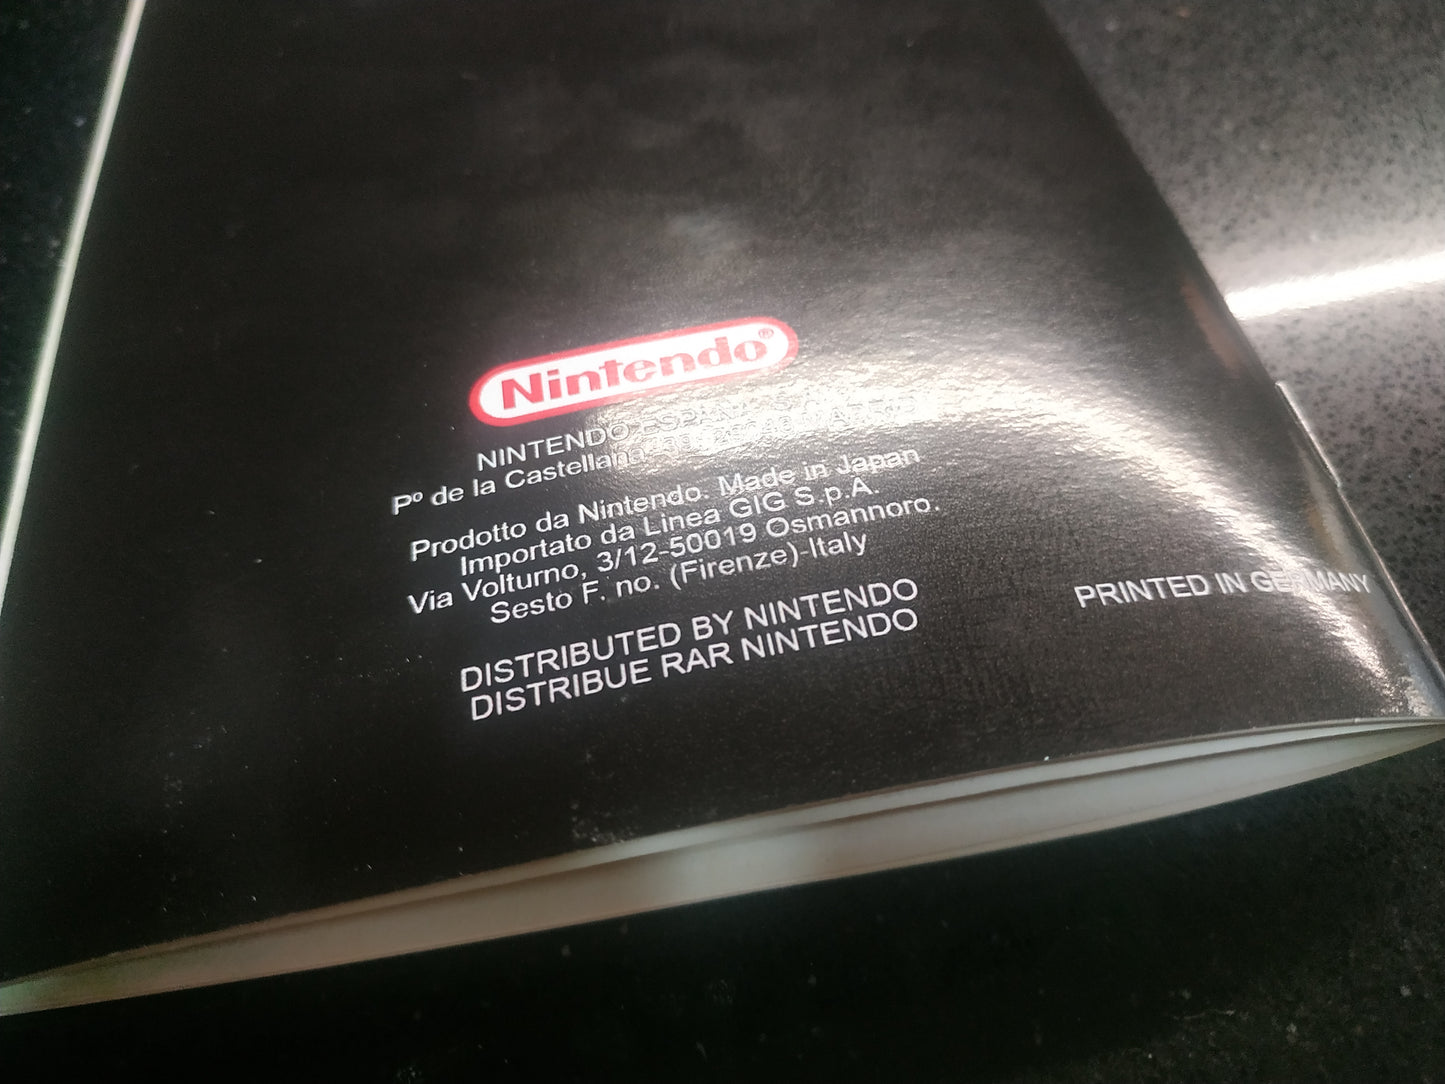 Nintendo®
NINTENDO ESPAÑA
Pº de la Castellana
Prodotto da Nintendo. Made in Japan
Importato da Linea GIG S.p.A.
Via Volturno, 3/12-50019 Osmannoro.
Sesto F. no. (Firenze)-Italy
DISTRIBUTED BY NINTENDO
DISTRIBUE RAR NINTENDO
PRINTED IN GERMANY